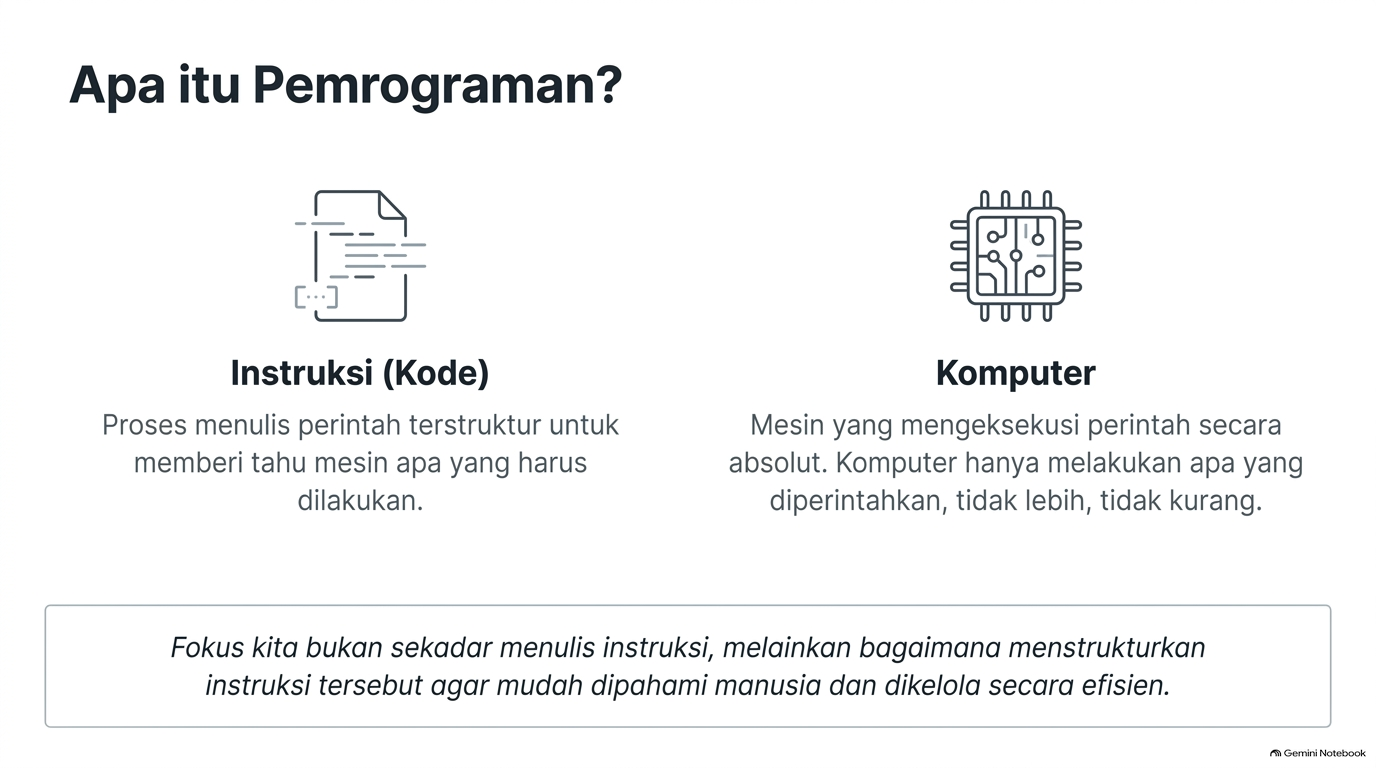 Apa itu Pemrograman?
Instruksi (Kode)
Proses menulis perintah terstruktur untuk
memberi tahu mesin apa yang harus
dilakukan.
Komputer
Mesin yang mengeksekusi perintah secara
absolut. Komputer hanya melakukan apa yang
diperintahkan, tidak lebih, tidak kurang.
Fokus kita bukan sekadar menulis instruksi, melainkan bagaimana menstrukturkan
instruksi tersebut agar mudah dipahami manusia dan dikelola secara efisien.
Gemini Notebook